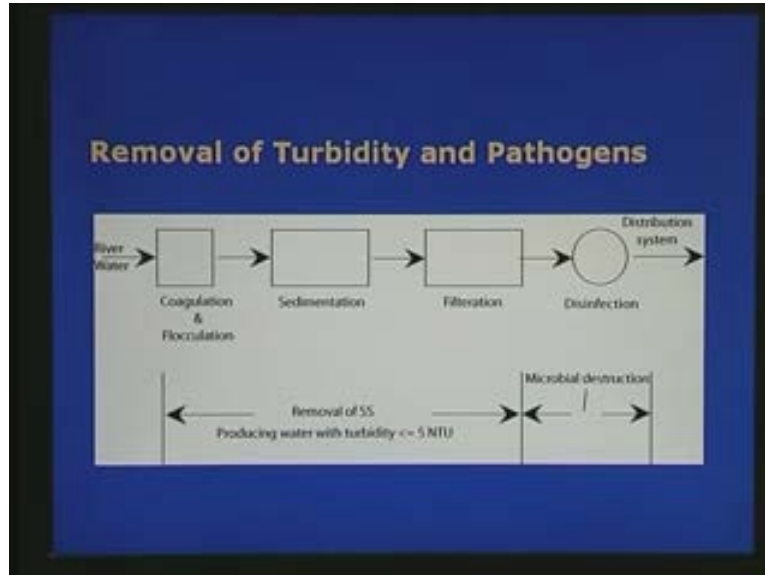 Removal of Turbidity and Pathogens
River
Water
Distribution
system
Coagulation
&
Flocculation
Sedimentation
Filteration
Disinfection
Microbial destruction
Removal of SS
Producing water with turbidity <= 5 NTU